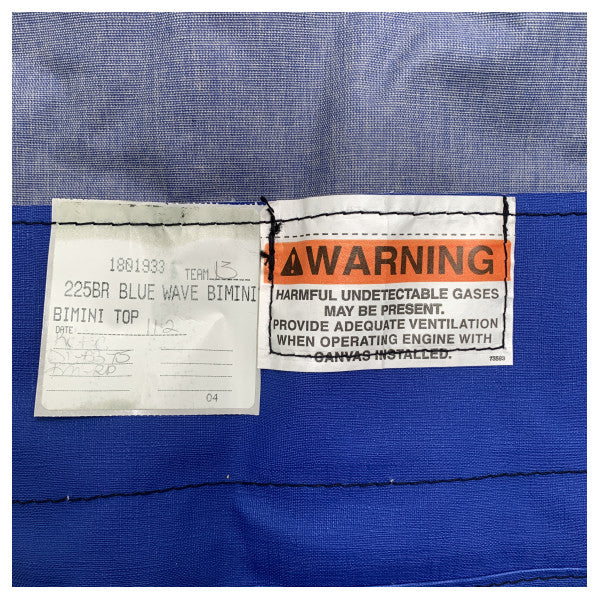 1801933 TEAM 13
225BR BLUE WAVE BIMINI
BIMINI TOP
DATE
04
WARNING
HARMFUL UNDETECTABLE GASES
MAY BE PRESENT.
PROVIDE ADEQUATE VENTILATION
WHEN OPERATING ENGINE WITH
CANVAS INSTALLED.
73563